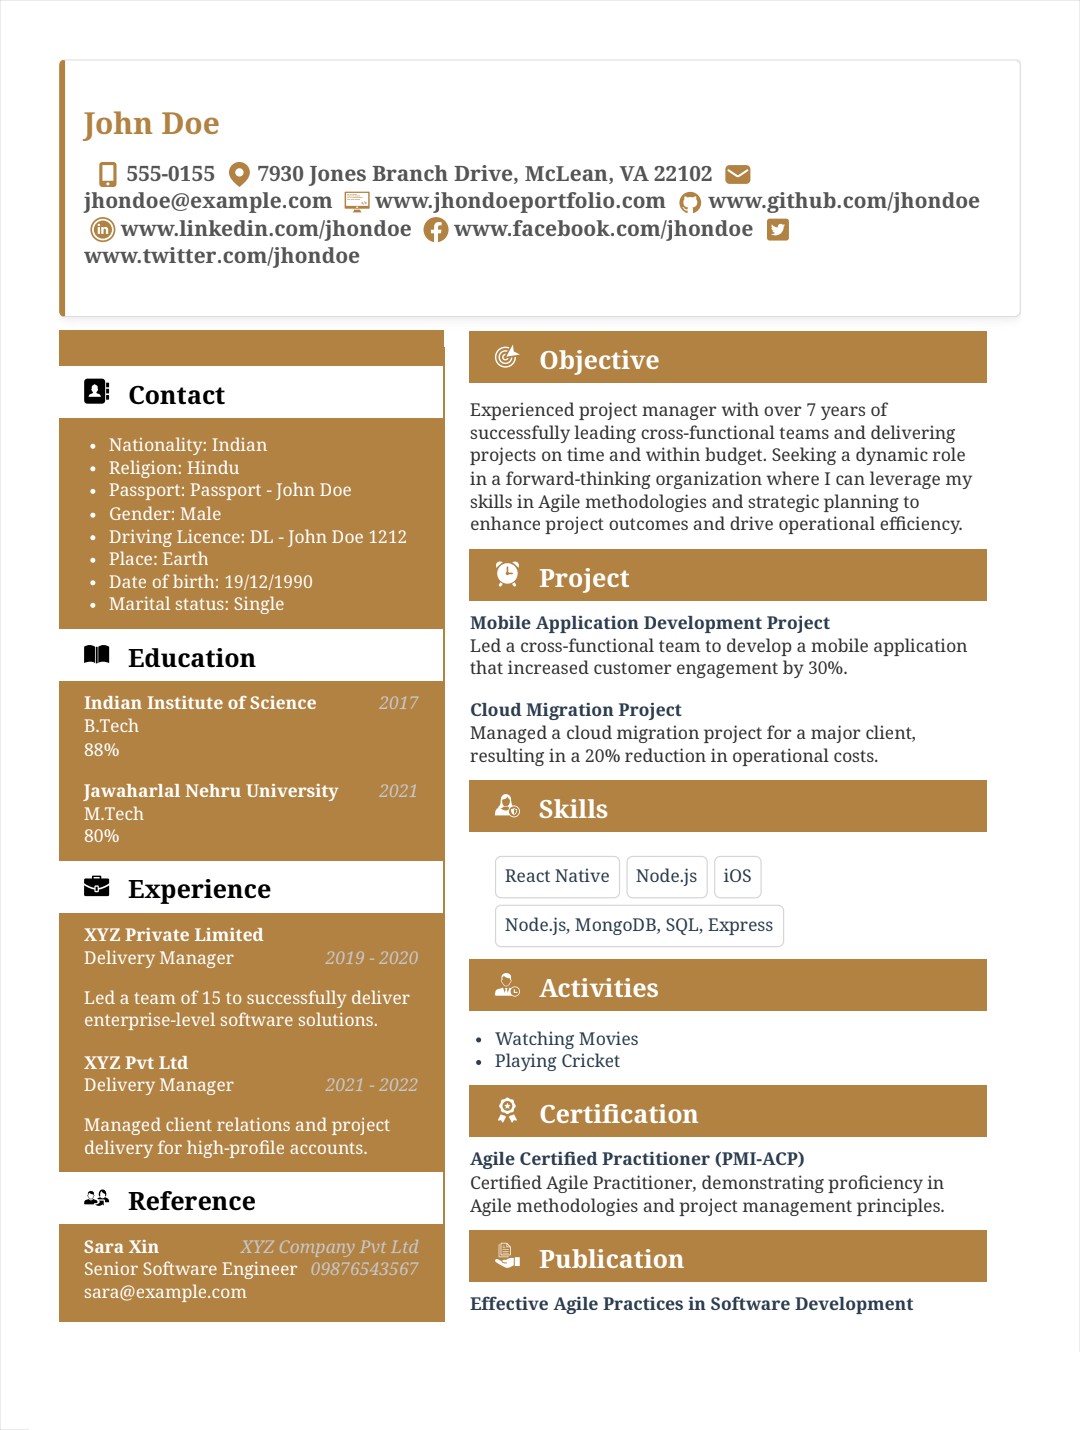 John Doe
555-0155 7930 Jones Branch Drive, McLean, VA 22102
jhondoe@example.com www.jhondoeportfolio.com www.github.com/jhondoe
www.linkedin.com/jhondoe www.facebook.com/jhondoe
www.twitter.com/jhondoe
Contact
• Nationality: Indian
• Religion: Hindu
• Passport: Passport - John Doe
• Gender: Male
• Driving Licence: DL - John Doe 1212
• Place: Earth
• Date of birth: 19/12/1990
• Marital status: Single
Education
Indian Institute of Science 2017
B.Tech
88%
Jawaharlal Nehru University 2021
M.Tech
80%
Experience
XYZ Private Limited
Delivery Manager 2019 - 2020
Led a team of 15 to successfully deliver
enterprise-level software solutions.
XYZ Pvt Ltd
Delivery Manager 2021 - 2022
Managed client relations and project
delivery for high-profile accounts.
Reference
Sara Xin XYZ Company Pvt Ltd
Senior Software Engineer 09876543567
sara@example.com
Objective
Experienced project manager with over 7 years of
successfully leading cross-functional teams and delivering
projects on time and within budget. Seeking a dynamic role
in a forward-thinking organization where I can leverage my
skills in Agile methodologies and strategic planning to
enhance project outcomes and drive operational efficiency.
Project
Mobile Application Development Project
Led a cross-functional team to develop a mobile application
that increased customer engagement by 30%.
Cloud Migration Project
Managed a cloud migration project for a major client,
resulting in a 20% reduction in operational costs.
Skills
React Native Node.js iOS
Node.js, MongoDB, SQL, Express
Activities
• Watching Movies
• Playing Cricket
Certification
Agile Certified Practitioner (PMI-ACP)
Certified Agile Practitioner, demonstrating proficiency in
Agile methodologies and project management principles.
Publication
Effective Agile Practices in Software Development